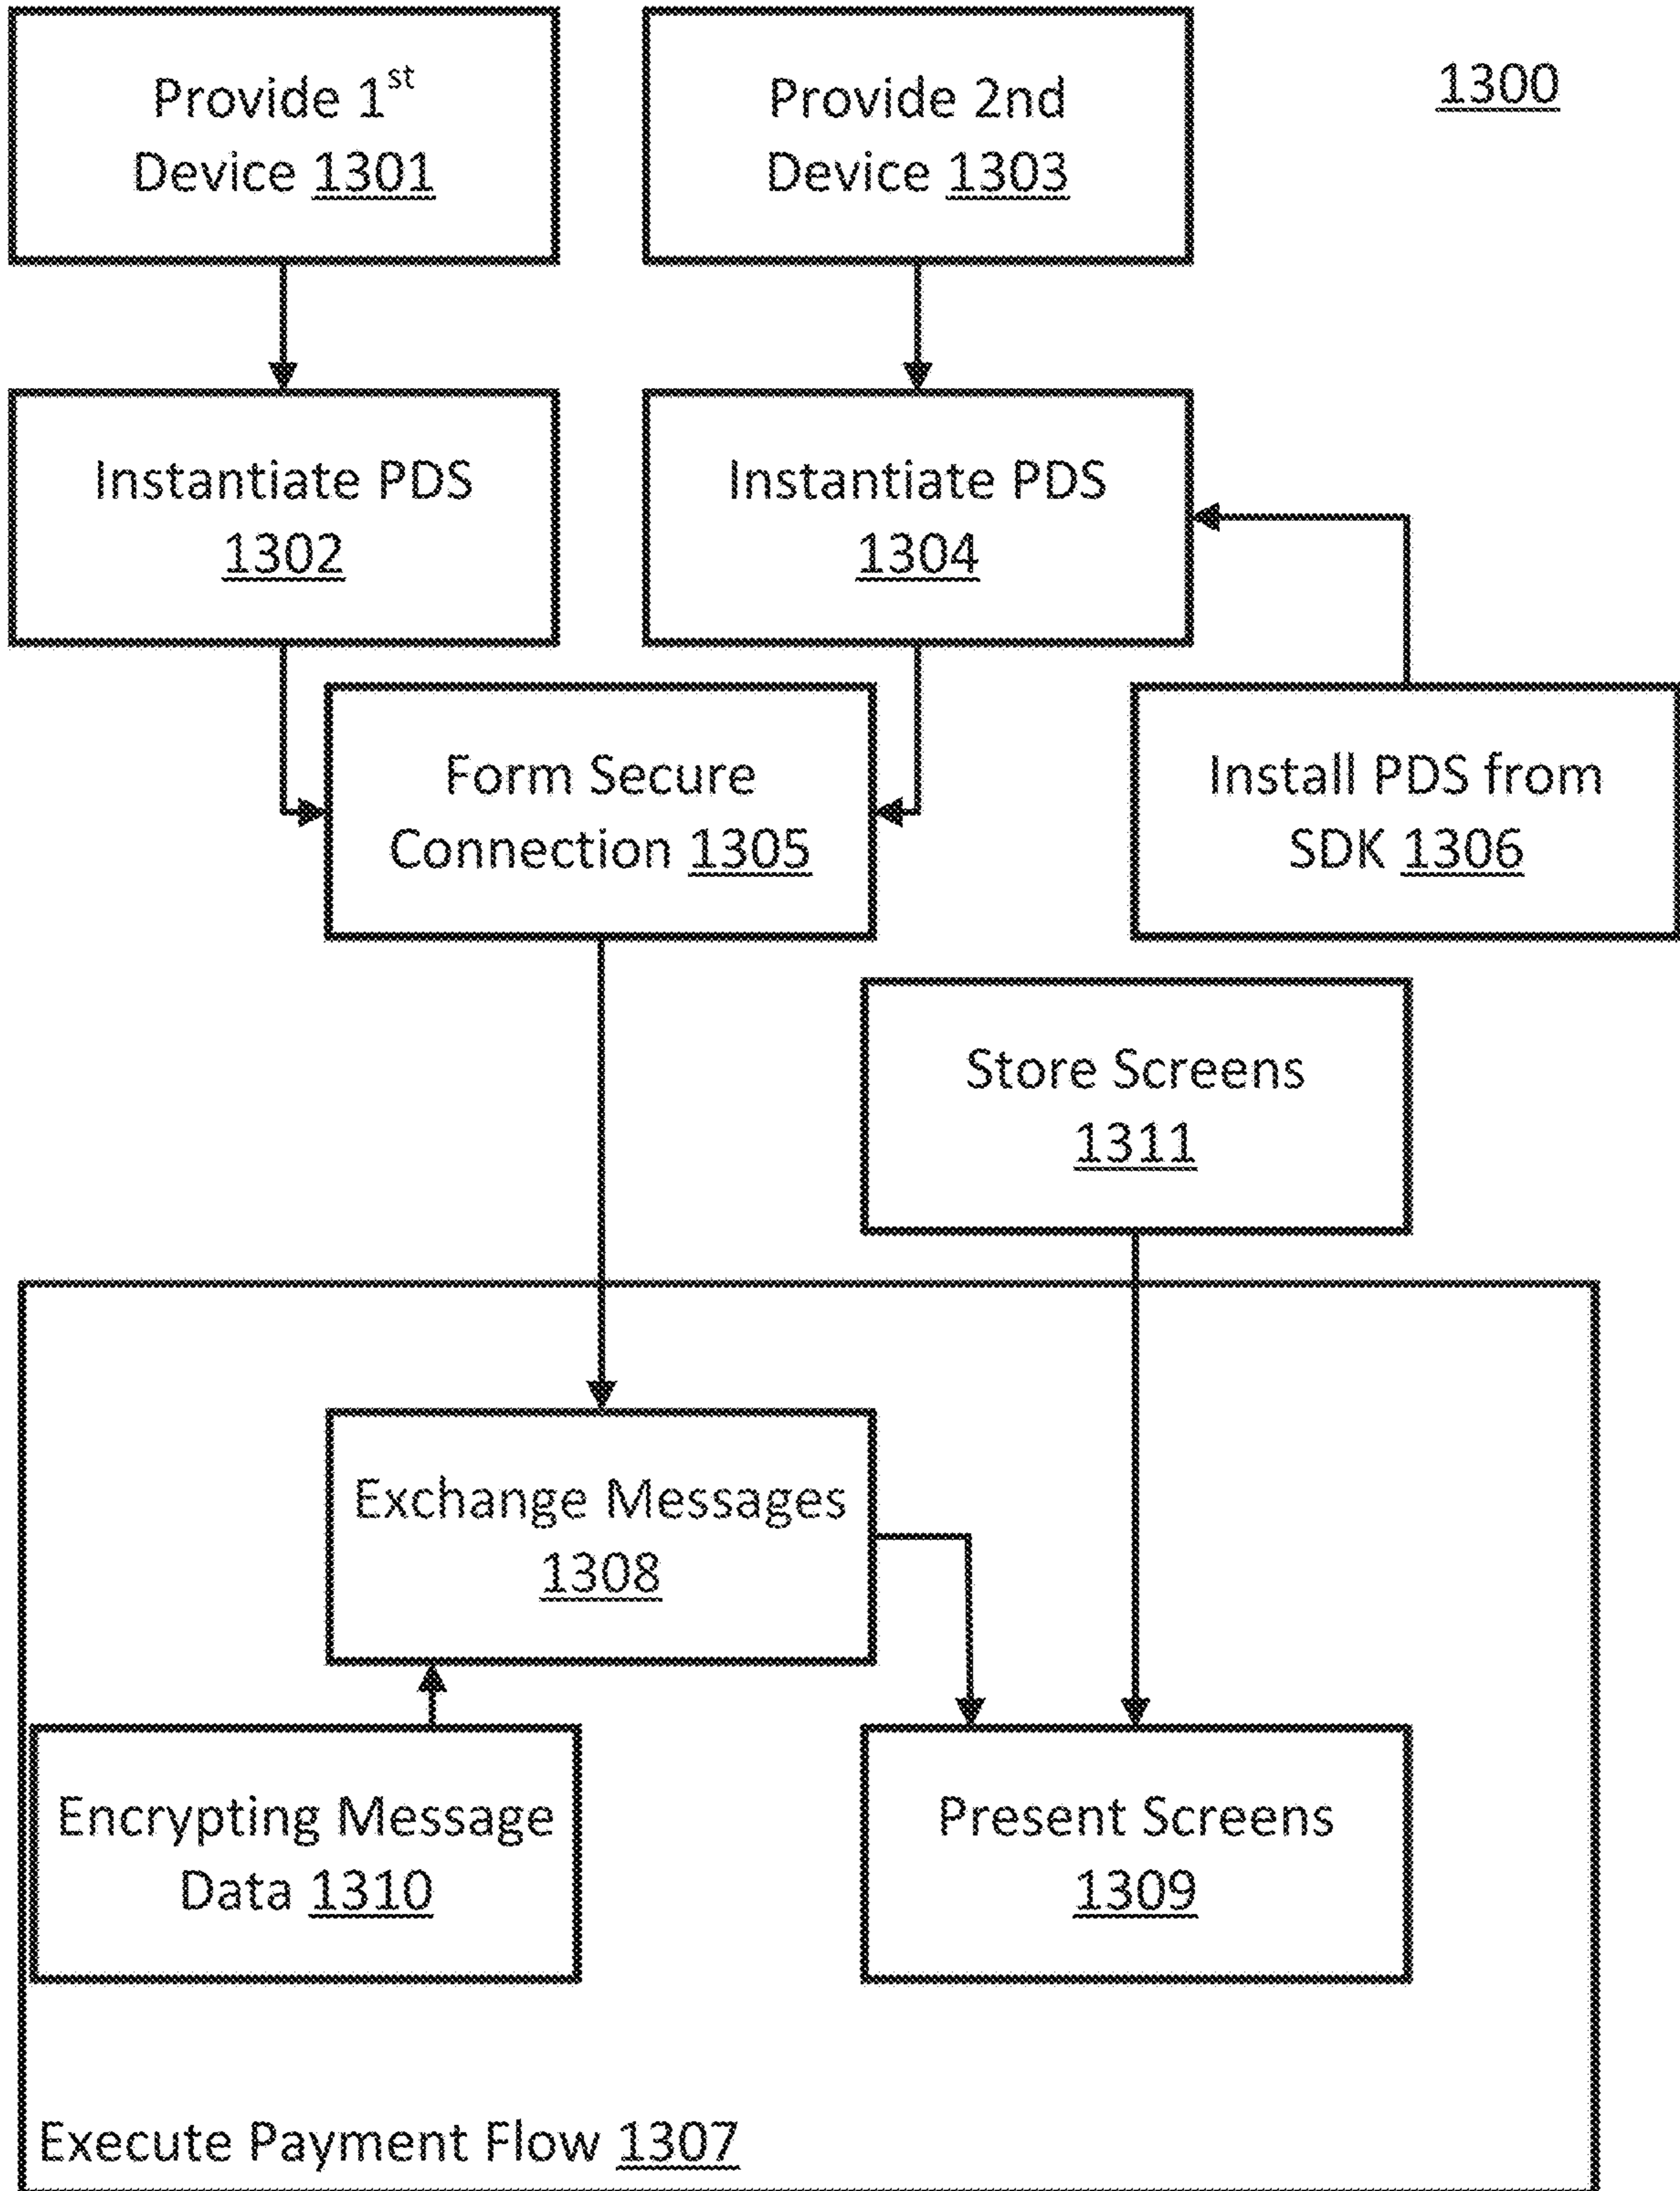 Provide 1st
Device 1301
Provide 2nd
Device 1303
1300
Instantiate PDS
1302
Instantiate PDS
1304
Form Secure
Connection 1305
Install PDS from
SDK 1306
Store Screens
1311
Exchange Messages
1308
Encrypting Message
Data 1310
Present Screens
1309
Execute Payment Flow 1307